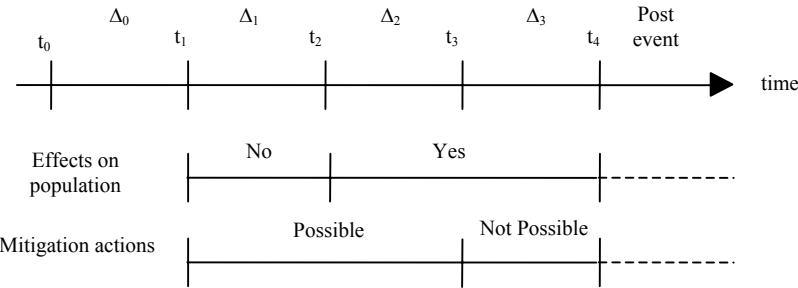 Δ₀ Δ₁ Δ₂ Δ₃ Post
event
t₀ t₁ t₂ t₃ t₄
time
No Yes
Effects on
population
Possible Not Possible
Mitigation actions